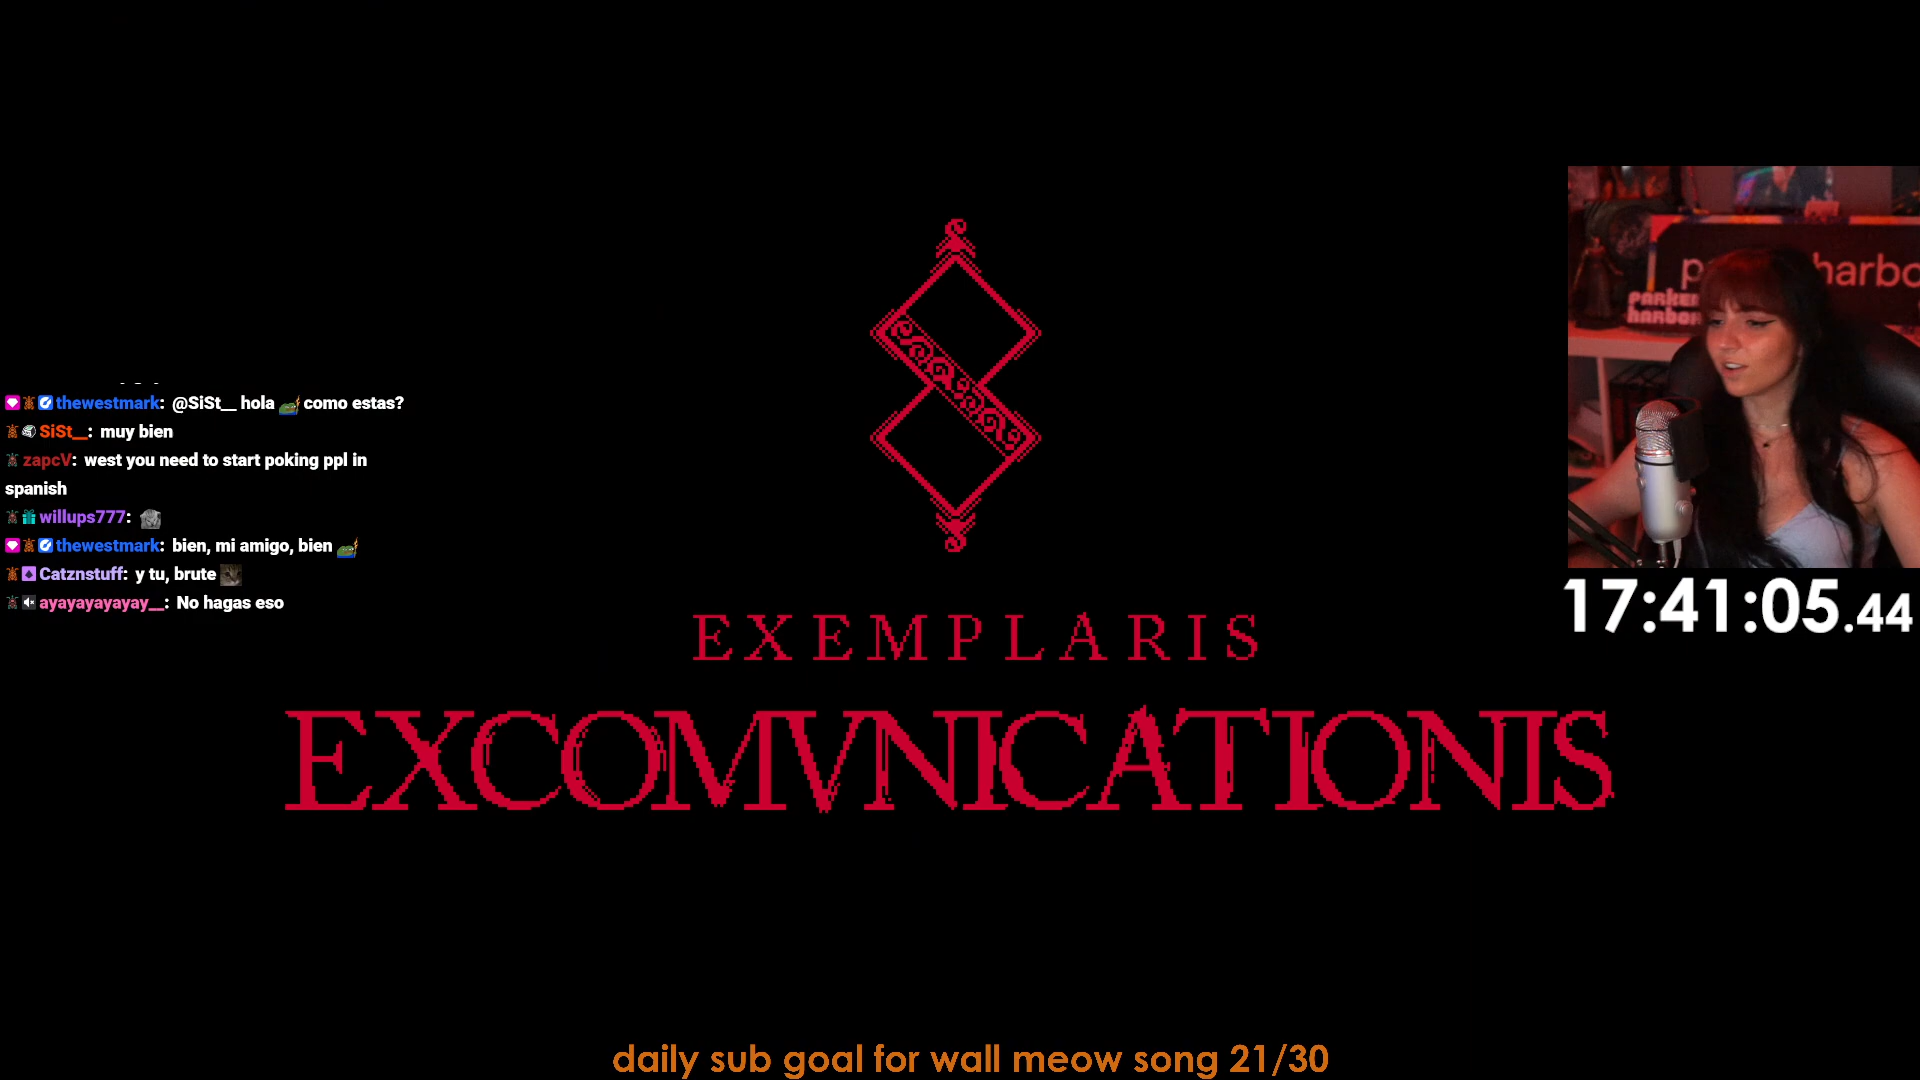 thewestmark: @SiSt__ hola como estas?
SiSt__: muy bien
zapcV: west you need to start poking ppl in
spanish
willups777:
thewestmark: bien, mi amigo, bien
Catznstuff: y tu, brute
ayayayayayay__: No hagas eso
EXEMPLARIS
EXCOMVNICATIONIS
PARKER
HARBOR
17:41:05.44
daily sub goal for wall meow song 21/30